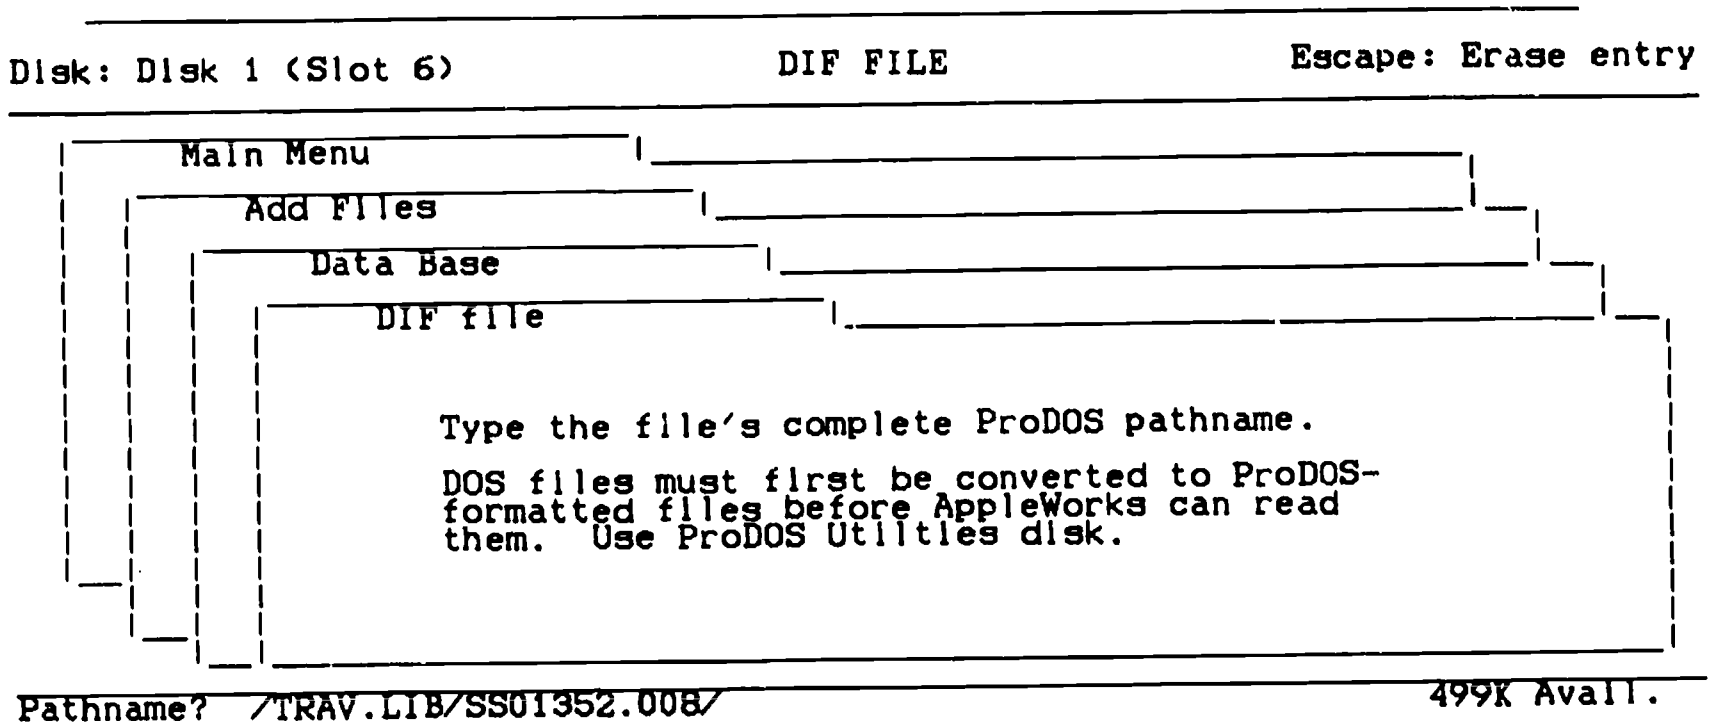 Disk: Disk 1 (Slot 6) DIF FILE Escape: Erase entry
Main Menu
Add Files
Data Base
DIF file
Type the file's complete ProDOS pathname.
DOS files must first be converted to ProDOS-
formatted files before AppleWorks can read
them. Use ProDOS Utilties disk.
Pathname? /TRAV.LIB/SS01352.008/ 499K Avail.